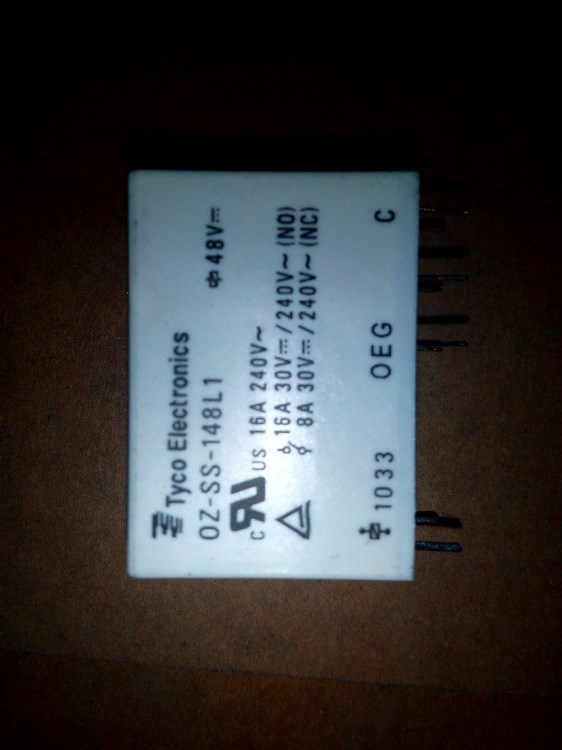 Tyco Electronics
OZ-SS-148L1 48V⎓
c RU US 16A 240V~
16A 30V⎓/240V~(NO)
8A 30V⎓/240V~(NC)
1033 OEG C